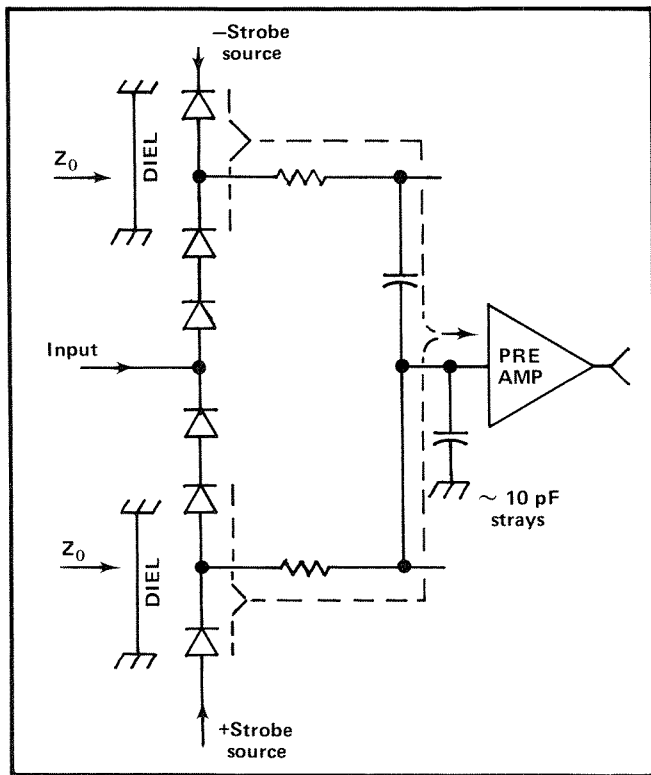 —Strobe
source
Z0
DIEL
Input
PRE
AMP
~ 10 pF
strays
Z0
DIEL
+Strobe
source